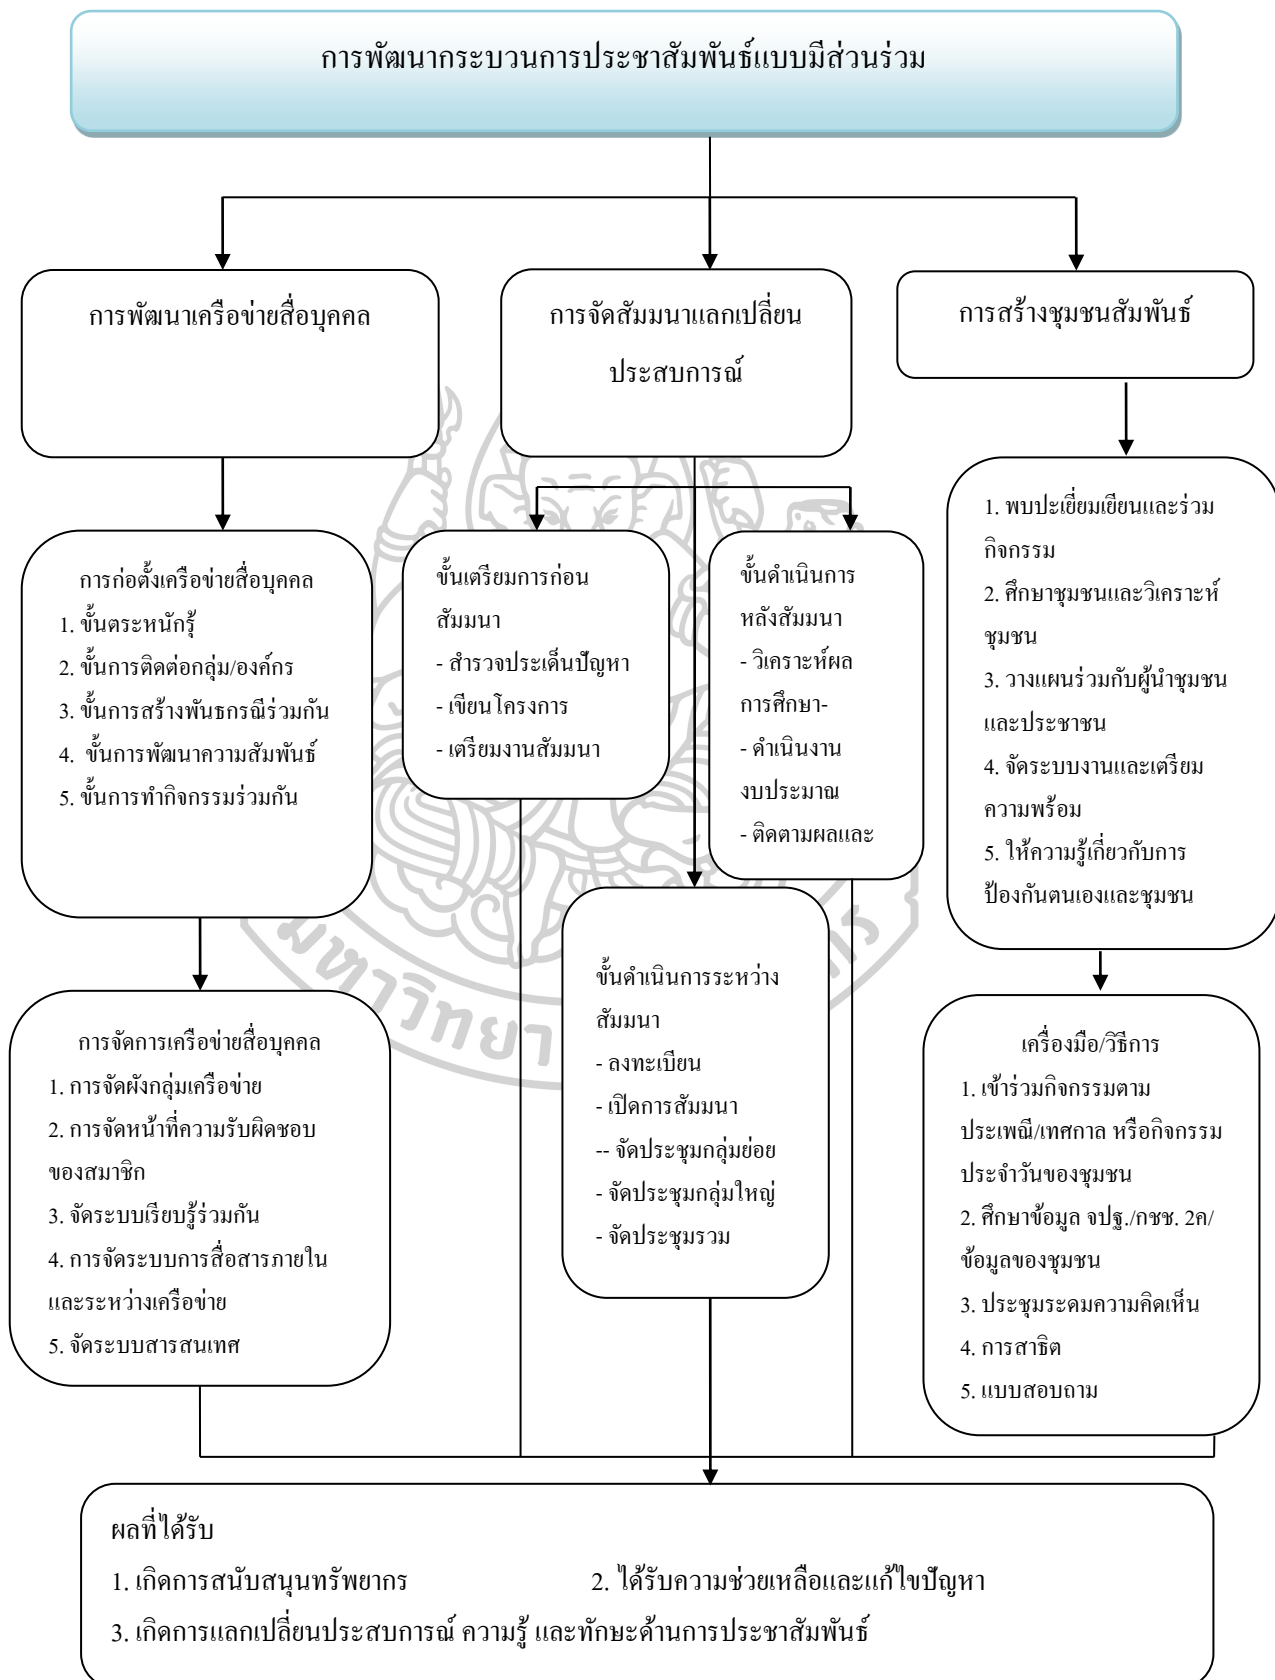 การพัฒนากระบวนการประชาสัมพันธ์แบบมีส่วนร่วม
การพัฒนาเครือข่ายสื่อบุคคล
การจัดสัมมนาแลกเปลี่ยน
ประสบการณ์
การสร้างชุมชนสัมพันธ์
การก่อตั้งเครือข่ายสื่อบุคคล
1. ขั้นตระหนักรู้
2. ขั้นการติดต่อกลุ่ม/องค์กร
3. ขั้นการสร้างพันธกรณีร่วมกัน
4. ขั้นการพัฒนาความสัมพันธ์
5. ขั้นการทำกิจกรรมร่วมกัน
การจัดการเครือข่ายสื่อบุคคล
1. การจัดผังกลุ่มเครือข่าย
2. การจัดหน้าที่ความรับผิดชอบ
ของสมาชิก
3. จัดระบบเรียบรู้ร่วมกัน
4. การจัดระบบการสื่อสารภายใน
และระหว่างเครือข่าย
5. จัดระบบสารสนเทศ
ขั้นเตรียมการก่อน
สัมมนา
- สำรวจประเด็นปัญหา
- เขียนโครงการ
- เตรียมงานสัมมนา
ขั้นดำเนินการ
หลังสัมมนา
- วิเคราะห์ผล
การศึกษา-
- ดำเนินงาน
งบประมาณ
- ติดตามผลและ
ขั้นดำเนินการระหว่าง
สัมมนา
- ลงทะเบียน
- เปิดการสัมมนา
-- จัดประชุมกลุ่มย่อย
- จัดประชุมกลุ่มใหญ่
- จัดประชุมรวม
1. พบปะเยี่ยมเยียนและร่วม
กิจกรรม
2. ศึกษาชุมชนและวิเคราะห์
ชุมชน
3. วางแผนร่วมกับผู้นำชุมชน
และประชาชน
4. จัดระบบงานและเตรียม
ความพร้อม
5. ให้ความรู้เกี่ยวกับการ
ป้องกันตนเองและชุมชน
เครื่องมือ/วิธีการ
1. เข้าร่วมกิจกรรมตาม
ประเพณี/เทศกาล หรือกิจกรรม
ประจำวันของชุมชน
2. ศึกษาข้อมูล จปฐ./กชช. 2ค/
ข้อมูลของชุมชน
3. ประชุมระดมความคิดเห็น
4. การสาธิต
5. แบบสอบถาม
ผลที่ได้รับ
1. เกิดการสนับสนุนทรัพยากร 2. ได้รับความช่วยเหลือและแก้ไขปัญหา
3. เกิดการแลกเปลี่ยนประสบการณ์ ความรู้ และทักษะด้านการประชาสัมพันธ์
มหาวิทยา